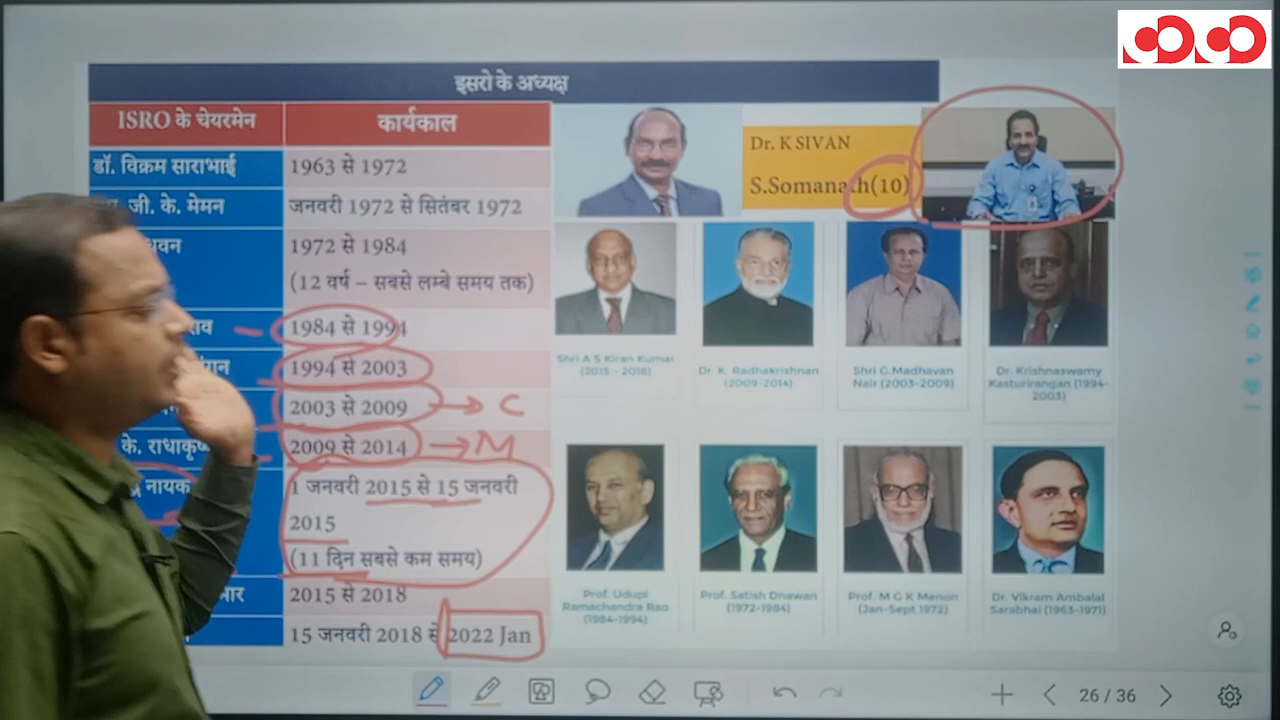 इसरो के अध्यक्ष
ISRO के चेयरमेन
कार्यकाल
डॉ. विक्रम साराभाई
1963 से 1972
जी. के. मेमन
जनवरी 1972 से सितंबर 1972
1972 से 1984
(12 वर्ष – सबसे लम्बे समय तक)
1984 से 1994
1994 से 2003
2003 से 2009 → C
के.
2009 से 2014 → M
नायक
1 जनवरी 2015 से 15 जनवरी
2015
(11 दिन सबसे कम समय)
2015 से 2018
15 जनवरी 2018 से 2022 Jan
Dr. K SIVAN
S.Somanath(10)
Shri A S Kiran Kumar
(2015 - 2018)
Dr. K. Radhakrishnan
(2009-2014)
Shri G.Madhavan
Nair (2003-2009)
Dr. Krishnaswamy
Kasturirangan (1994-
2003)
Prof. Udupi
Ramachandra Rao
(1984-1994)
Prof. Satish Dhawan
(1972-1984)
Prof. M G K Menon
(Jan-Sept 1972)
Dr. Vikram Ambalal
Sarabhai (1963-1971)
26 / 36